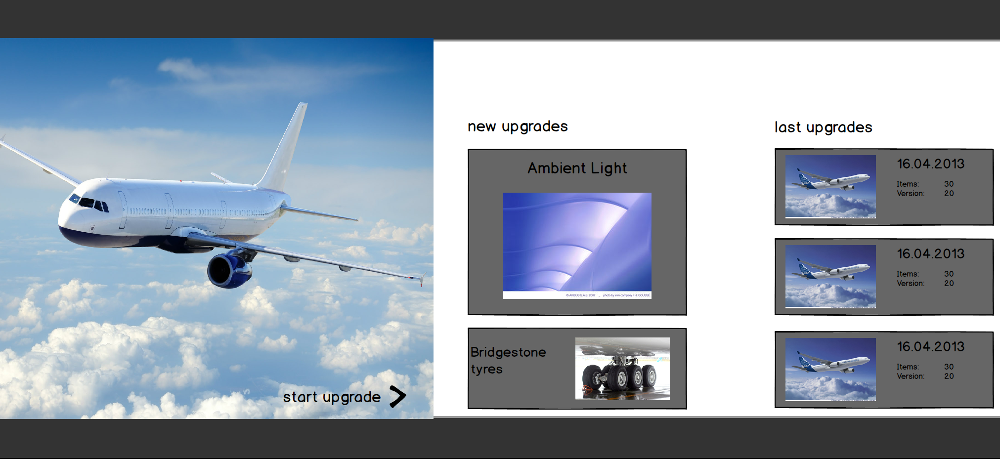 start upgrade
new upgrades
Ambient Light
© AIRBUS S.A.S. 2007 _ photo by e'm company / H. GOUSSÉ
Bridgestone
tyres
last upgrades
16.04.2013
Items: 30
Version: 20
16.04.2013
Items: 30
Version: 20
16.04.2013
Items: 30
Version: 20